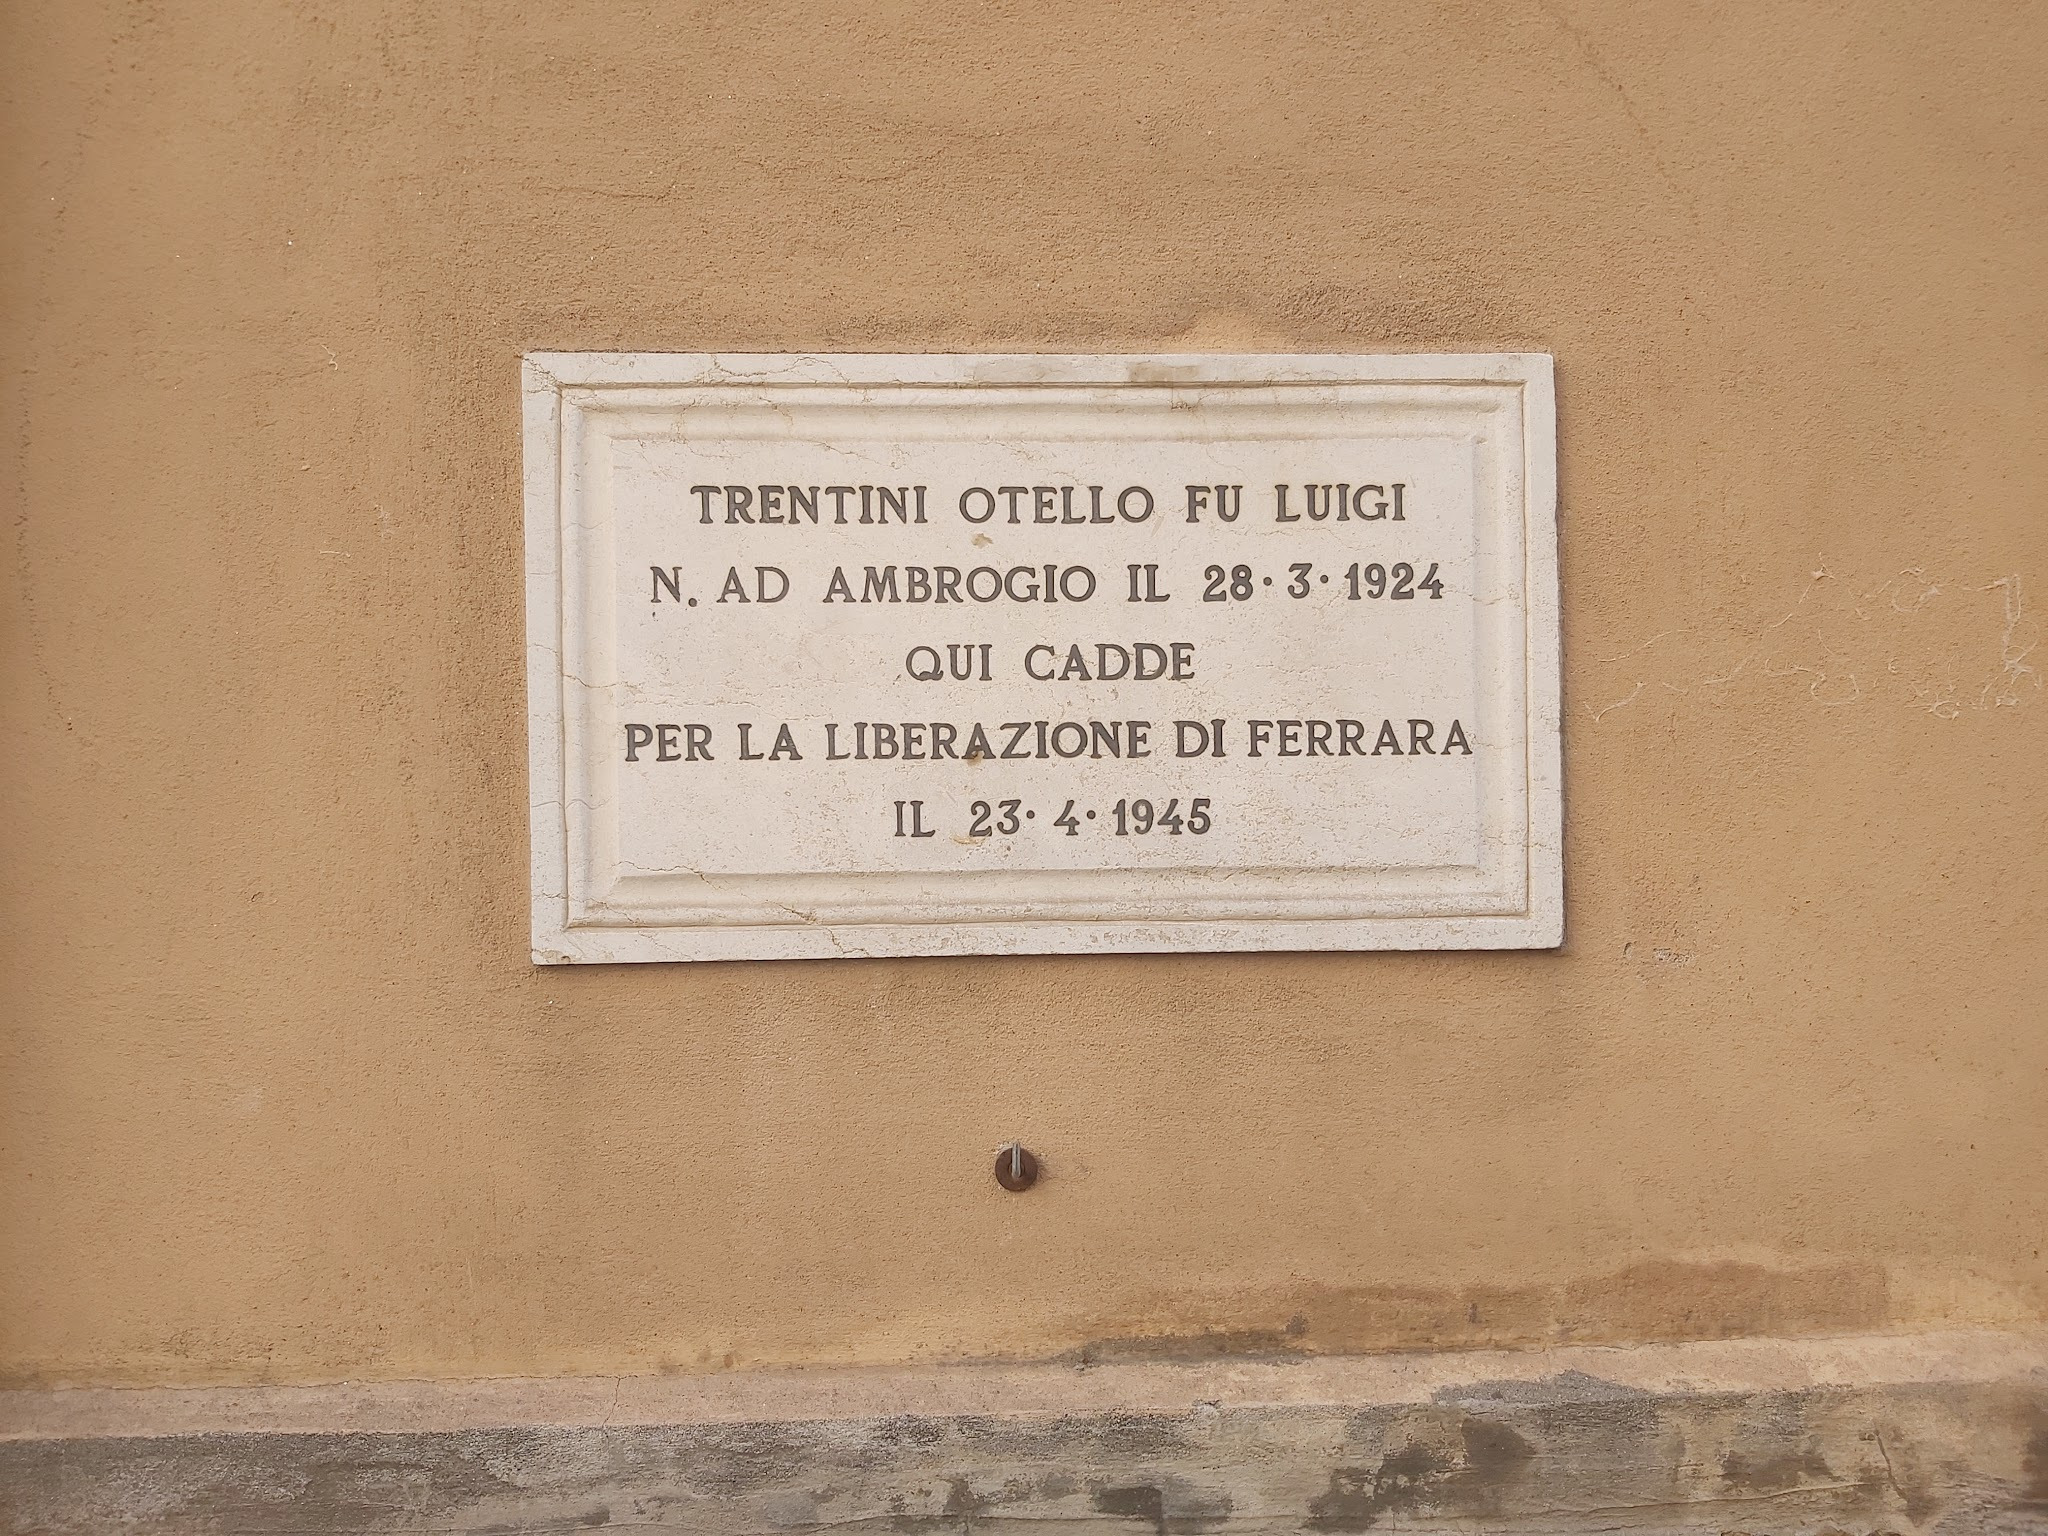 TRENTINI OTELLO FU LUIGI
N. AD AMBROGIO IL 28·3·1924
QUI CADDE
PER LA LIBERAZIONE DI FERRARA
IL 23·4·1945